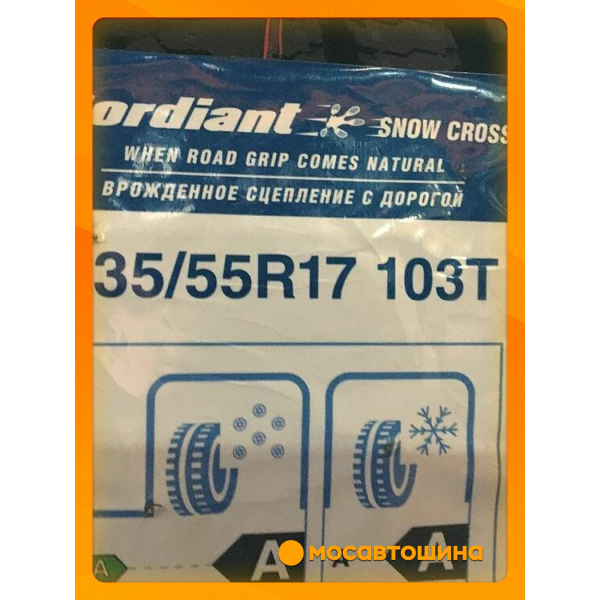 ordiant SNOW CROSS
WHEN ROAD GRIP COMES NATURAL
ВРОЖДЕННОЕ СЦЕПЛЕНИЕ С ДОРОГОЙ
35/55R17 103T
A A A
мосавтошина